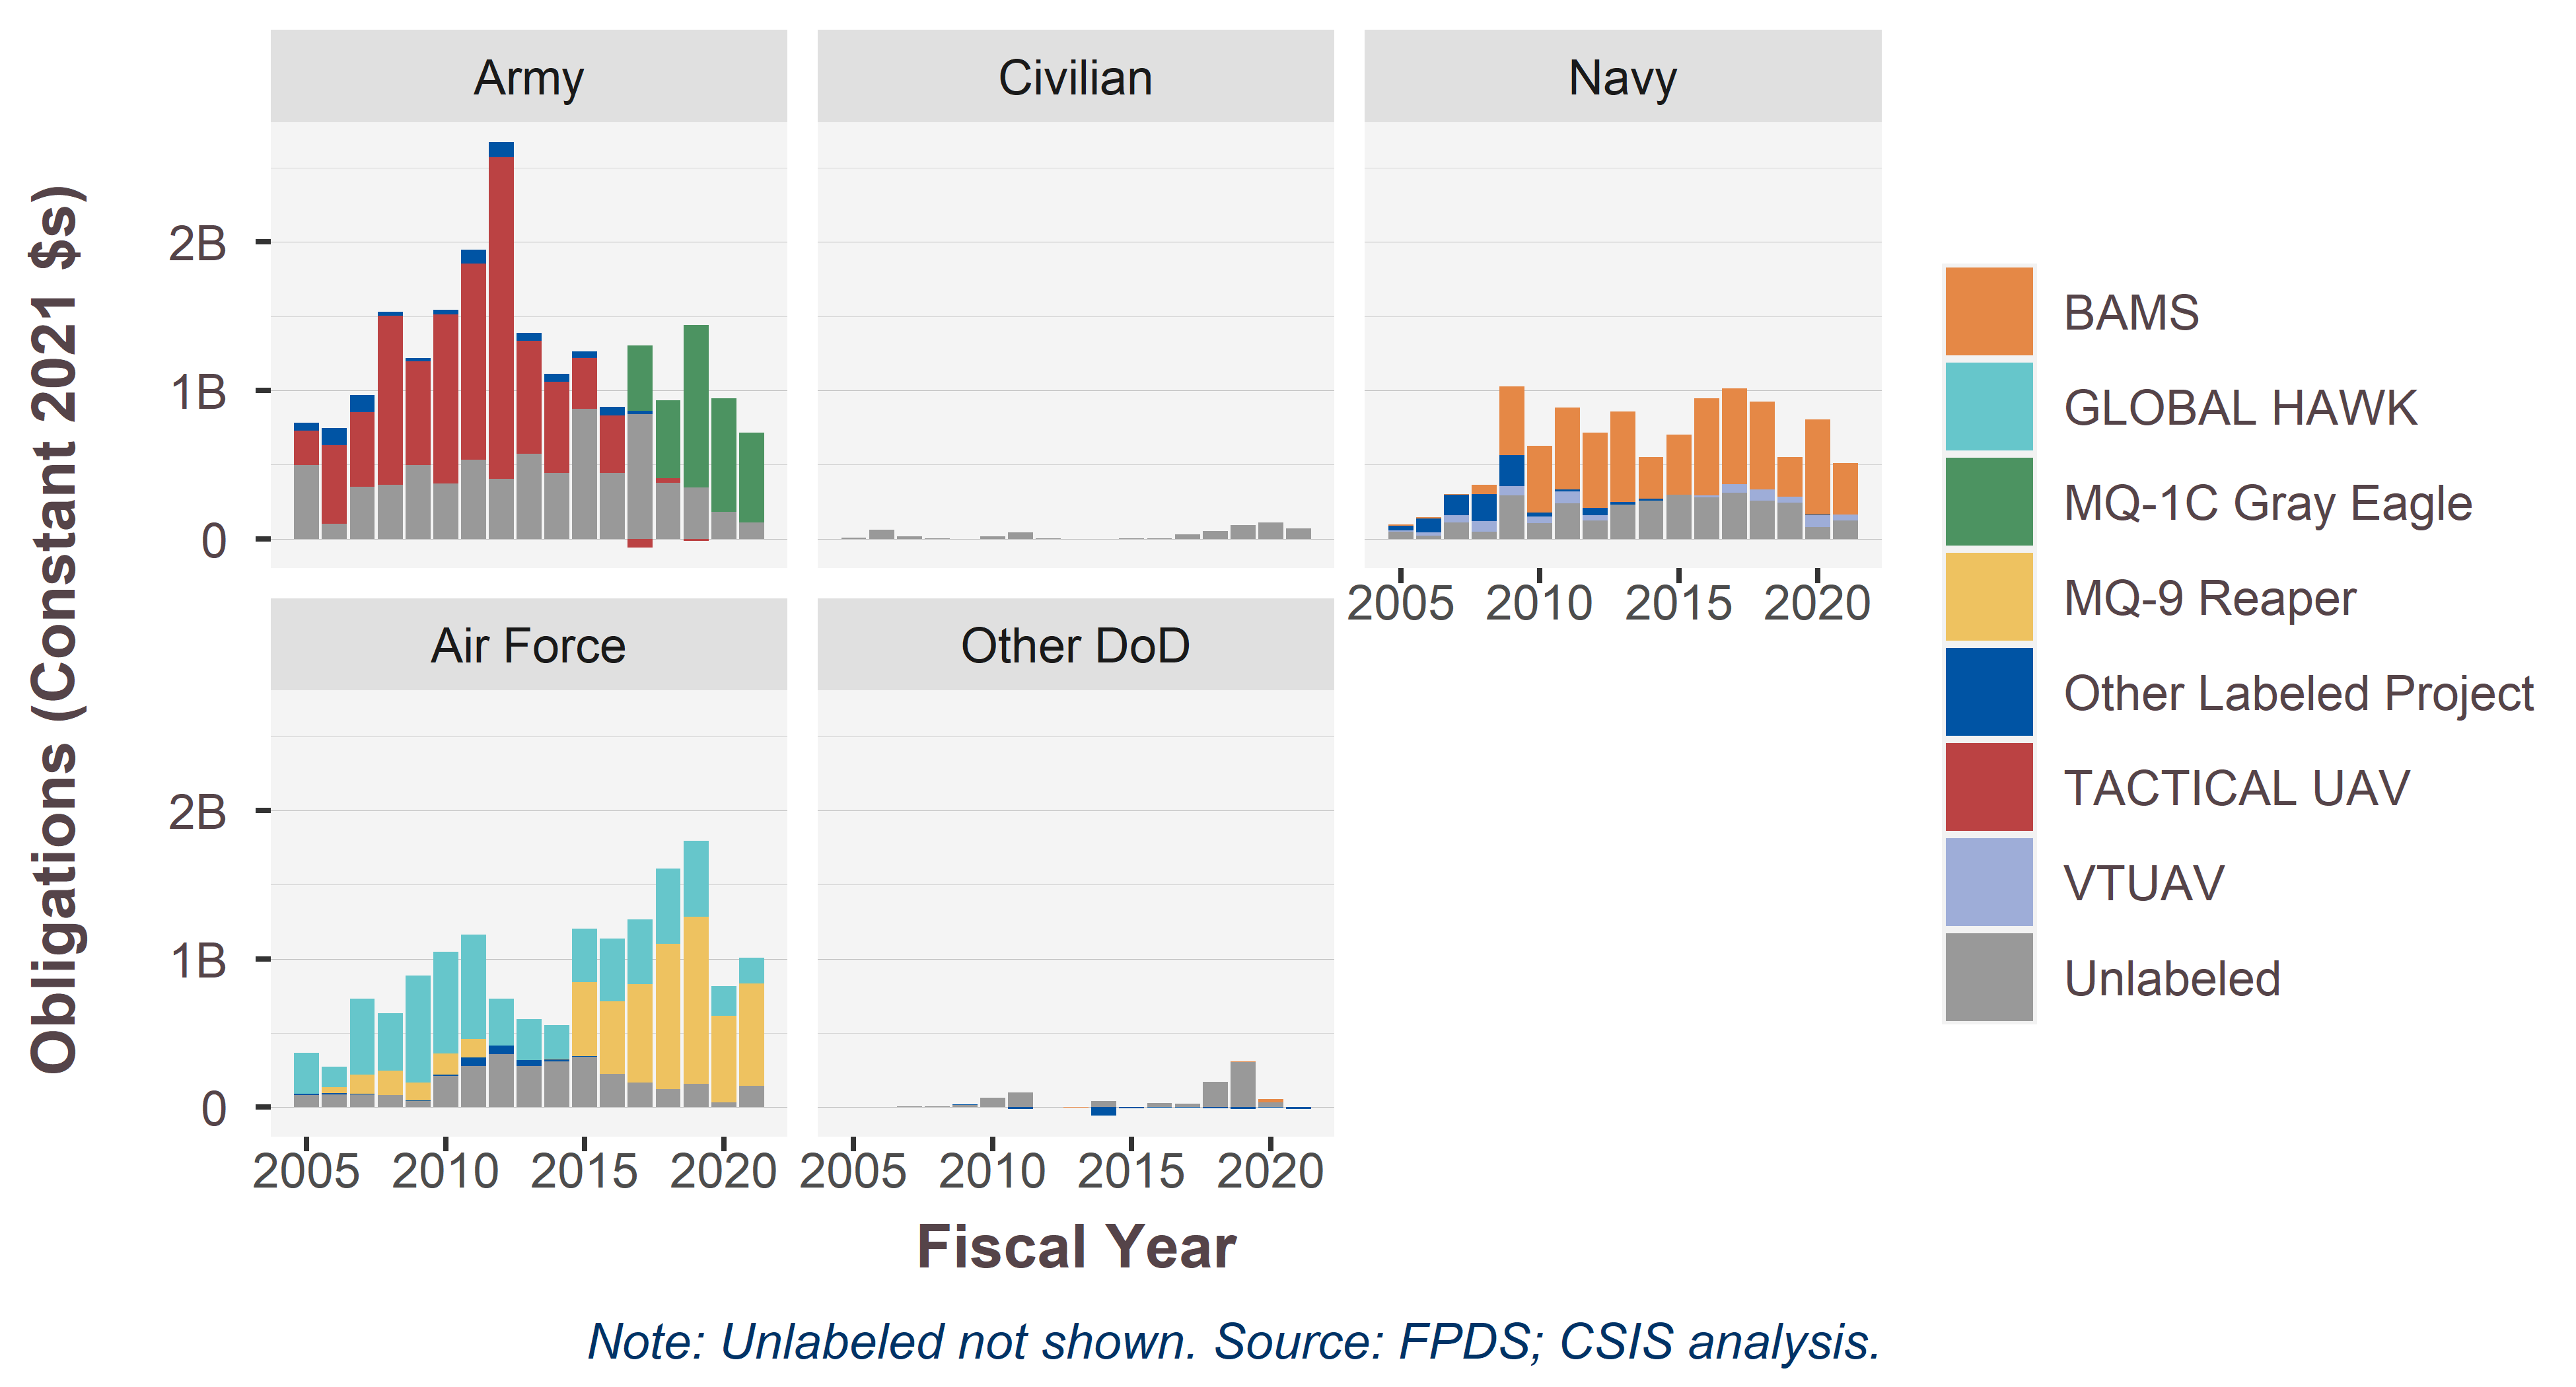 Army
Civilian
Navy
2B
1B
0
2005 2010 2015 2020
Air Force
Other DoD
2B
1B
0
2005 2010 2015 2020
2005 2010 2015 2020
Obligations (Constant 2021 $s)
Fiscal Year
BAMS
GLOBAL HAWK
MQ-1C Gray Eagle
MQ-9 Reaper
Other Labeled Project
TACTICAL UAV
VTUAV
Unlabeled
Note: Unlabeled not shown. Source: FPDS; CSIS analysis.